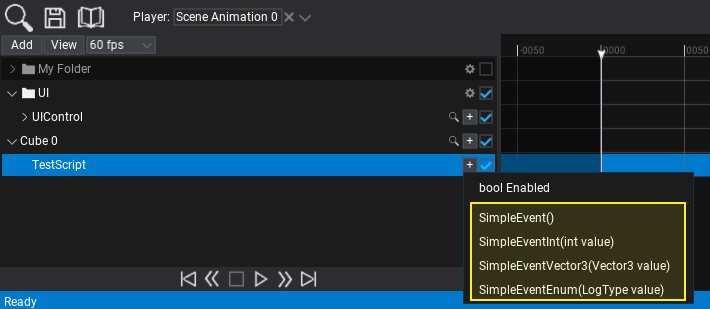 Player: Scene Animation 0
Add View 60 fps
-0050 0000 0050
My Folder
UI
UIControl
Cube 0
TestScript
bool Enabled
SimpleEvent()
SimpleEventInt(int value)
SimpleEventVector3(Vector3 value)
SimpleEventEnum(LogType value)
Ready